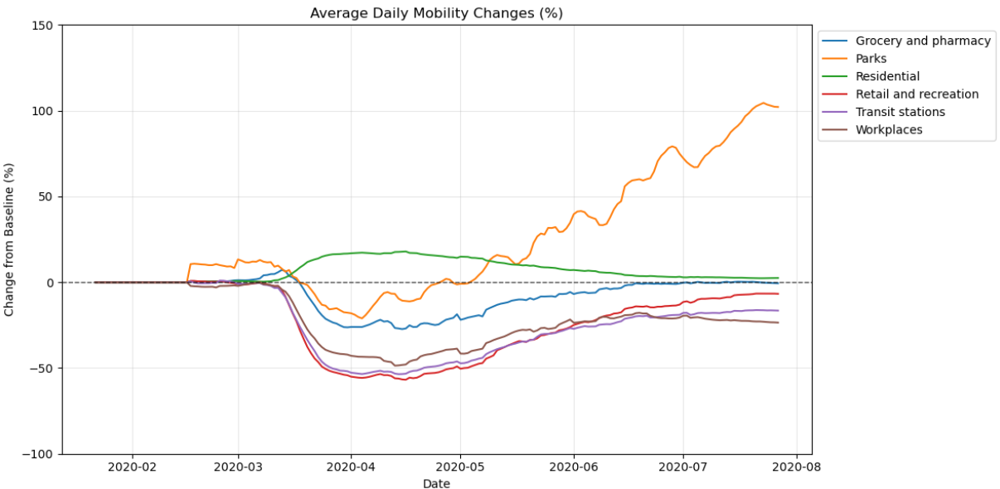 Average Daily Mobility Changes (%)
Change from Baseline (%)
150
100
50
0
−50
−100
2020-02
2020-03
2020-04
2020-05
2020-06
2020-07
2020-08
Date
Grocery and pharmacy
Parks
Residential
Retail and recreation
Transit stations
Workplaces